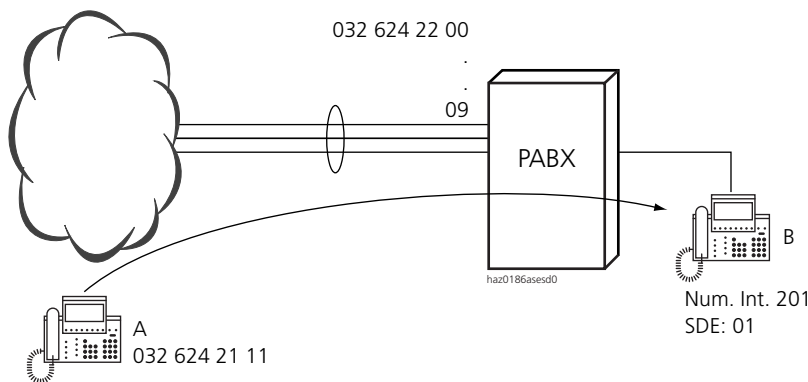 032 624 22 00
.
.
09
PABX
haz0186asesd0
B
Num. Int. 201
SDE: 01
A
032 624 21 11